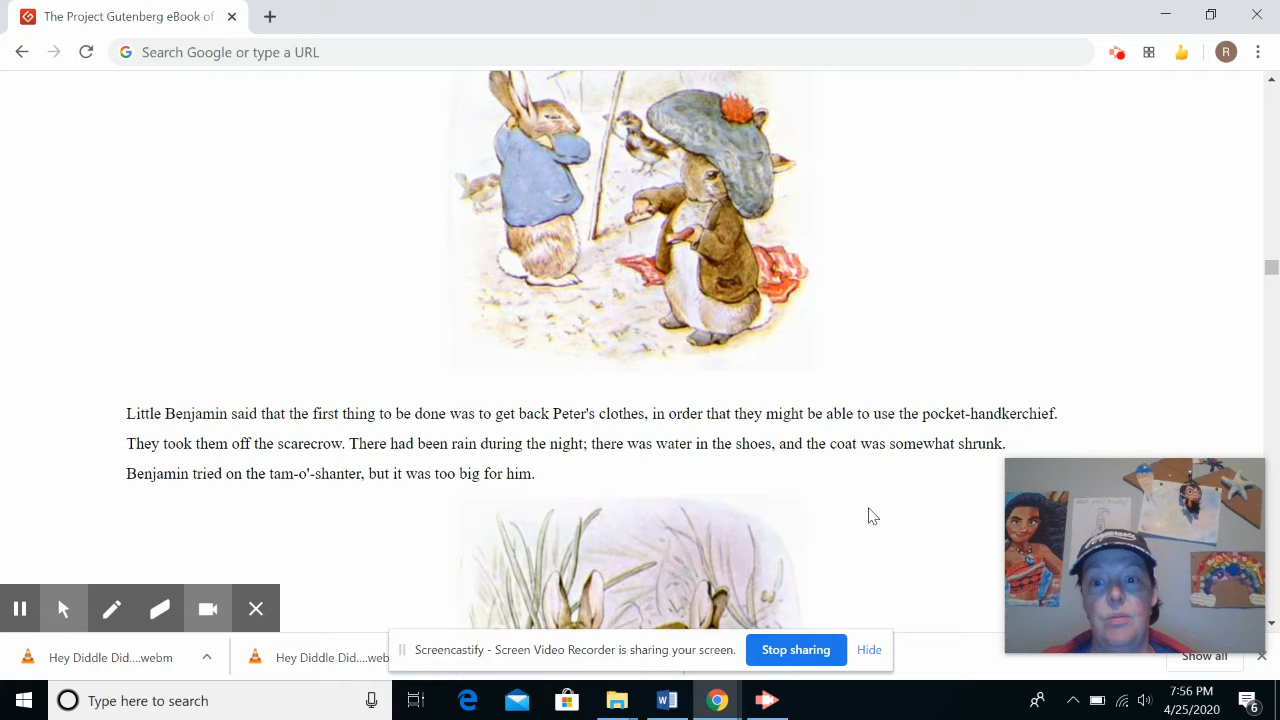 The Project Gutenberg eBook of
Search Google or type a URL
R
Little Benjamin said that the first thing to be done was to get back Peter's clothes, in order that they might be able to use the pocket-handkerchief.
They took them off the scarecrow. There had been rain during the night; there was water in the shoes, and the coat was somewhat shrunk.
Benjamin tried on the tam-o'-shanter, but it was too big for him.
Hey Diddle Did....webm
Hey Diddle Did....web
Screencastify - Screen Video Recorder is sharing your screen.
Stop sharing
Hide
Show all
Type here to search
7:56 PM
4/25/2020
6